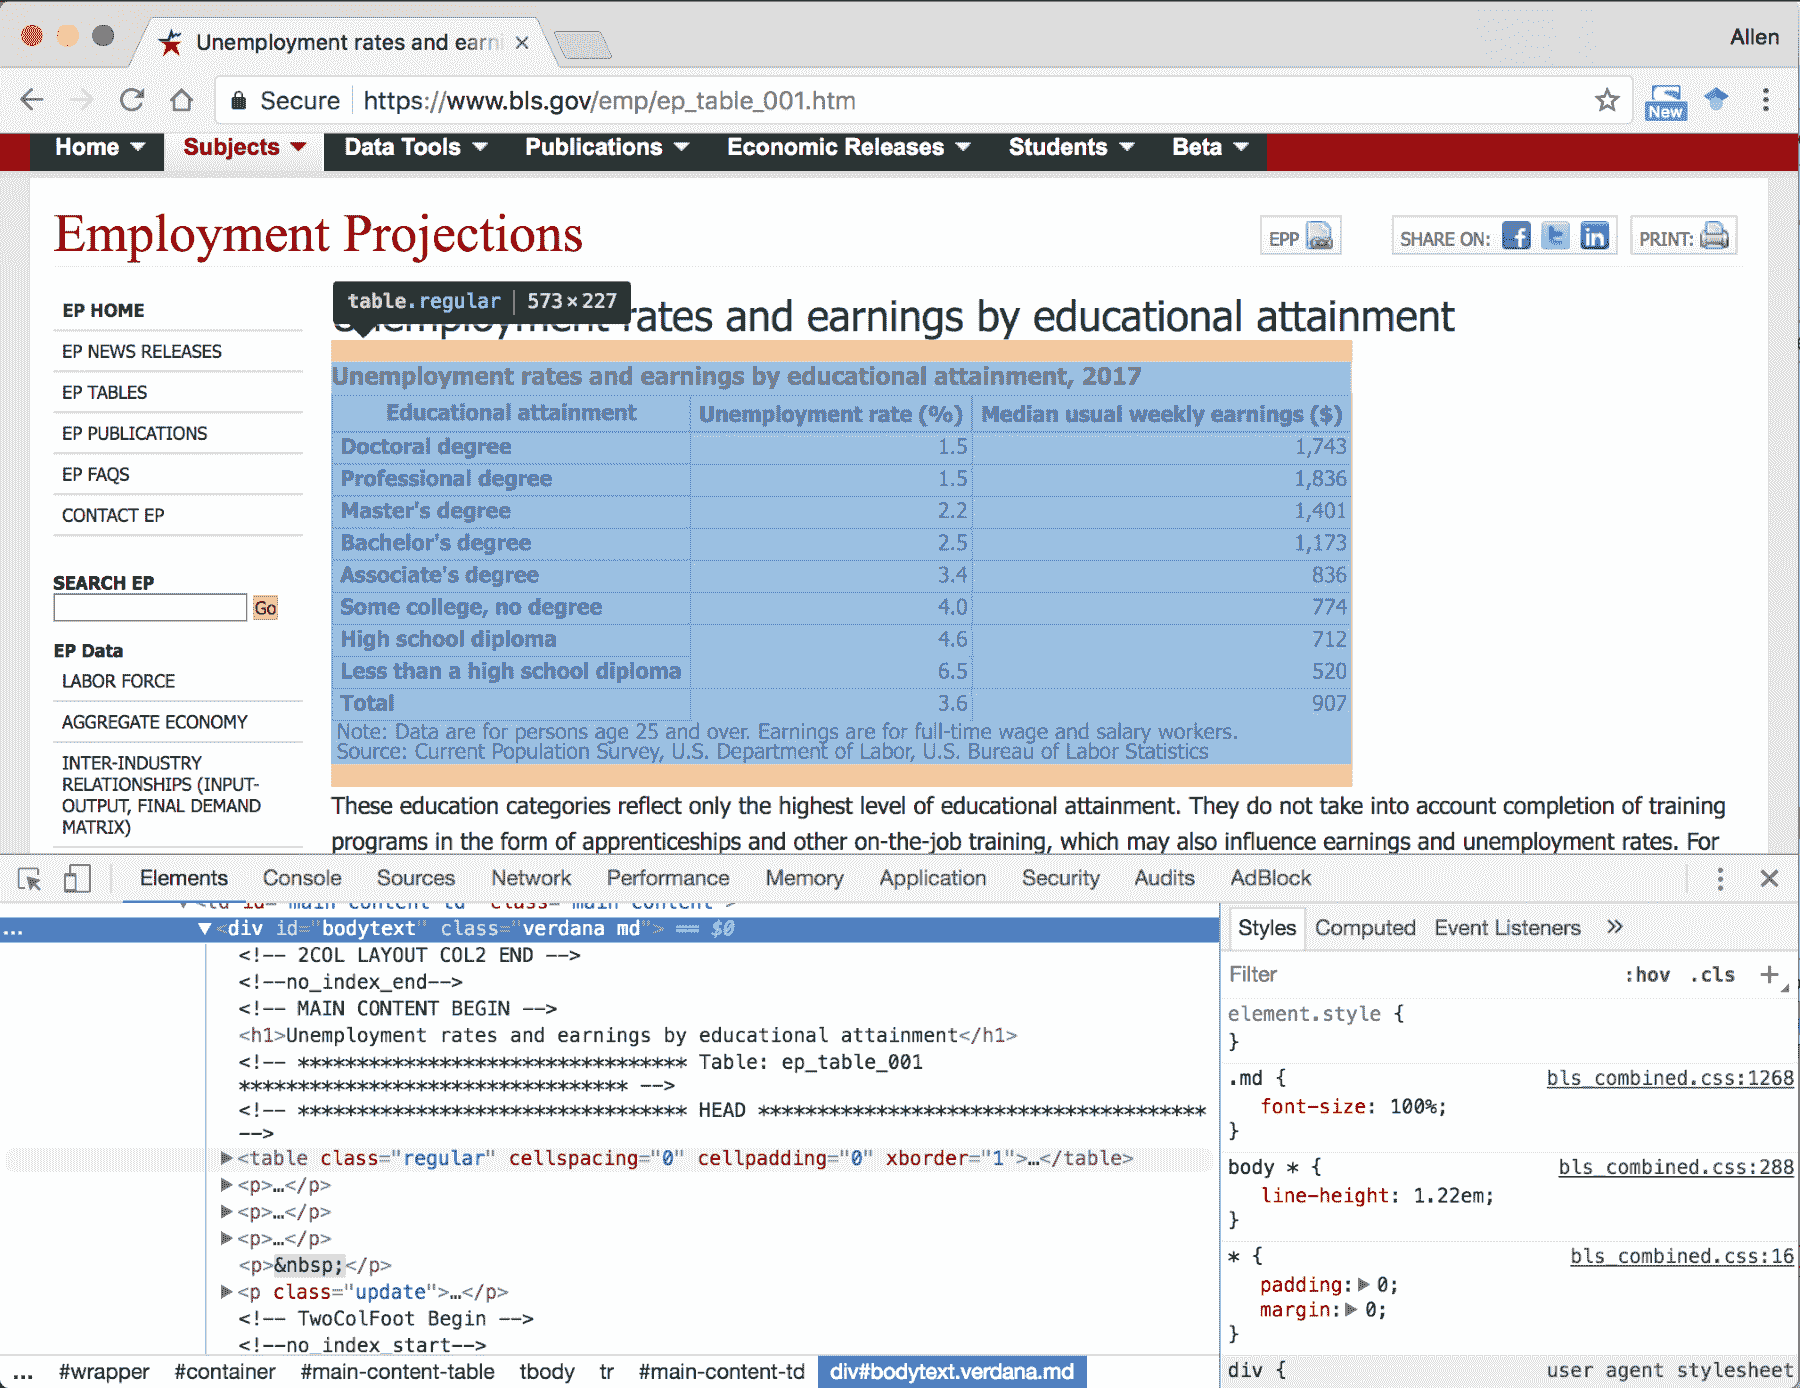 Unemployment rates and earni
Allen
Secure https://www.bls.gov/emp/ep_table_001.htm
New
Home Subjects Data Tools Publications Economic Releases Students Beta
Employment Projections
EPP
SHARE ON:
PRINT:
EP HOME
EP NEWS RELEASES
EP TABLES
EP PUBLICATIONS
EP FAQS
CONTACT EP
SEARCH EP
Go
EP Data
LABOR FORCE
AGGREGATE ECONOMY
INTER-INDUSTRY
RELATIONSHIPS (INPUT-
OUTPUT, FINAL DEMAND
MATRIX)
table.regular 573×227
Unemployment rates and earnings by educational attainment
Unemployment rates and earnings by educational attainment, 2017
Educational attainment Unemployment rate (%) Median usual weekly earnings ($)
Doctoral degree 1.5 1,743
Professional degree 1.5 1,836
Master's degree 2.2 1,401
Bachelor's degree 2.5 1,173
Associate's degree 3.4 836
Some college, no degree 4.0 774
High school diploma 4.6 712
Less than a high school diploma 6.5 520
Total 3.6 907
Note: Data are for persons age 25 and over. Earnings are for full-time wage and salary workers.
Source: Current Population Survey, U.S. Department of Labor, U.S. Bureau of Labor Statistics
These education categories reflect only the highest level of educational attainment. They do not take into account completion of training
programs in the form of apprenticeships and other on-the-job training, which may also influence earnings and unemployment rates. For
Elements Console Sources Network Performance Memory Application Security Audits AdBlock
<td id="main-content-td" class="main-content">
... <div id="bodytext" class="verdana md"> == $0
<!-- 2COL LAYOUT COL2 END -->
<!--no_index_end-->
<!-- MAIN CONTENT BEGIN -->
<h1>Unemployment rates and earnings by educational attainment</h1>
<!-- ********************************* Table: ep_table_001
********************************* -->
<!-- ********************************* HEAD **************************************
-->
<table class="regular" cellspacing="0" cellpadding="0" xborder="1">…</table>
<p>…</p>
<p>…</p>
<p>…</p>
<p>&nbsp;</p>
<p class="update">…</p>
<!-- TwoColFoot Begin -->
<!--no_index_start-->
... #wrapper #container #main-content-table tbody tr #main-content-td div#bodytext.verdana.md
Styles Computed Event Listeners »
Filter :hov .cls +
element.style {
}
.md { bls_combined.css:1268
font-size: 100%;
}
body * { bls_combined.css:288
line-height: 1.22em;
}
* { bls_combined.css:16
padding: 0;
margin: 0;
}
div { user agent stylesheet